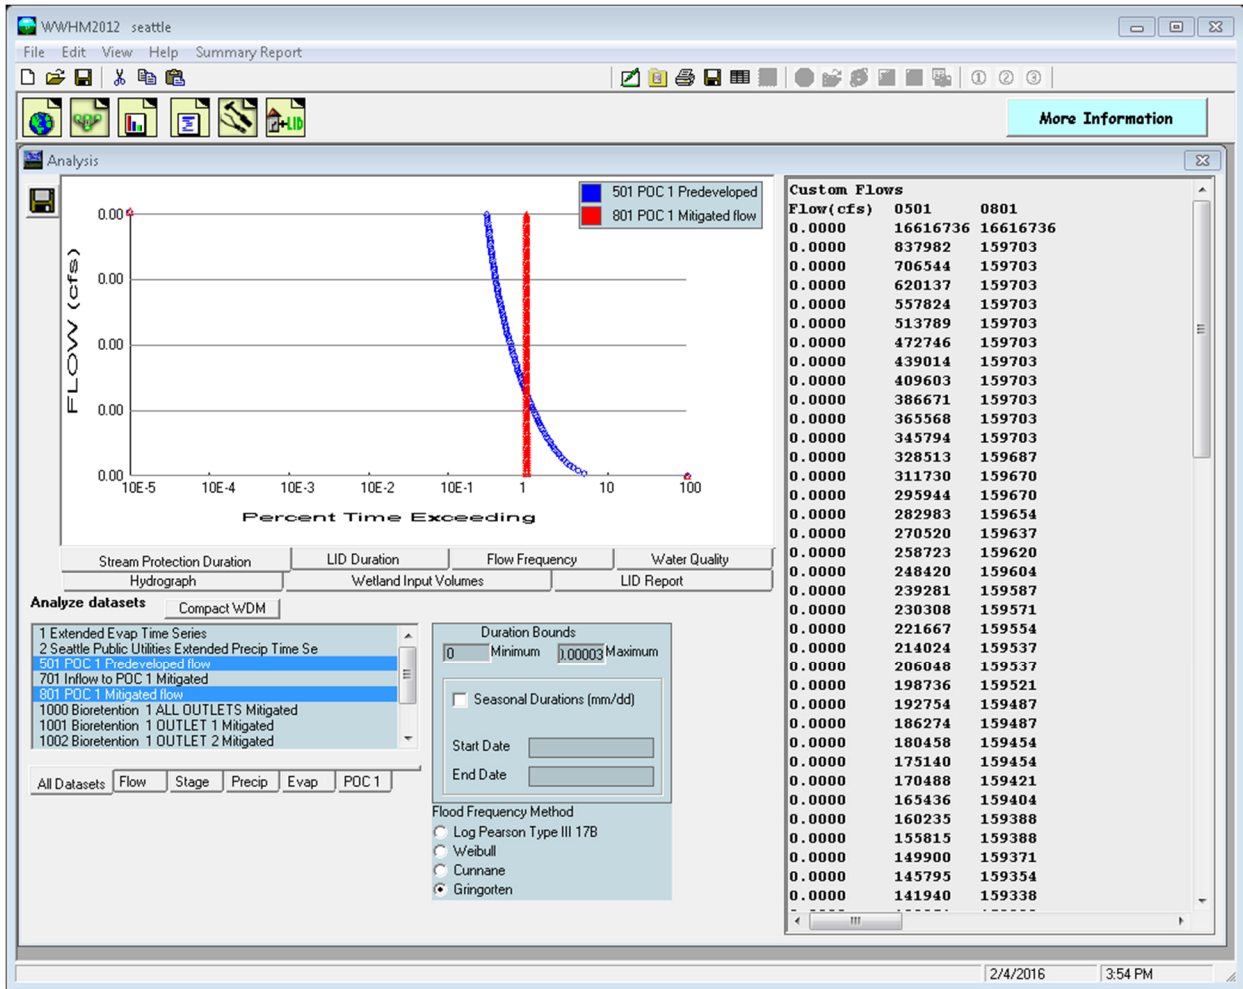 WWHM2012 seattle
File Edit View Help Summary Report
① ② ③
+LID
More Information
Analysis
501 POC 1 Predeveloped
801 POC 1 Mitigated flow
FLOW (cfs)
0.00
0.00
0.00
0.00
0.00
10E-5 10E-4 10E-3 10E-2 10E-1 1 10 100
Percent Time Exceeding
Stream Protection Duration LID Duration Flow Frequency Water Quality
Hydrograph Wetland Input Volumes LID Report
Analyze datasets Compact WDM
1 Extended Evap Time Series
2 Seattle Public Utilities Extended Precip Time Se
501 POC 1 Predeveloped flow
701 Inflow to POC 1 Mitigated
801 POC 1 Mitigated flow
1000 Bioretention 1 ALL OUTLETS Mitigated
1001 Bioretention 1 OUTLET 1 Mitigated
1002 Bioretention 1 OUTLET 2 Mitigated
All Datasets Flow Stage Precip Evap POC 1
Duration Bounds
0 Minimum 0.00003 Maximum
Seasonal Durations (mm/dd)
Start Date
End Date
Flood Frequency Method
Log Pearson Type III 17B
Weibull
Cunnane
Gringorten
Custom Flows
Flow(cfs) 0501 0801
0.0000 16616736 16616736
0.0000 837982 159703
0.0000 706544 159703
0.0000 620137 159703
0.0000 557824 159703
0.0000 513789 159703
0.0000 472746 159703
0.0000 439014 159703
0.0000 409603 159703
0.0000 386671 159703
0.0000 365568 159703
0.0000 345794 159703
0.0000 328513 159687
0.0000 311730 159670
0.0000 295944 159670
0.0000 282983 159654
0.0000 270520 159637
0.0000 258723 159620
0.0000 248420 159604
0.0000 239281 159587
0.0000 230308 159571
0.0000 221667 159554
0.0000 214024 159537
0.0000 206048 159537
0.0000 198736 159521
0.0000 192754 159487
0.0000 186274 159487
0.0000 180458 159454
0.0000 175140 159454
0.0000 170488 159421
0.0000 165436 159404
0.0000 160235 159388
0.0000 155815 159388
0.0000 149900 159371
0.0000 145795 159354
0.0000 141940 159338
2/4/2016 3:54 PM